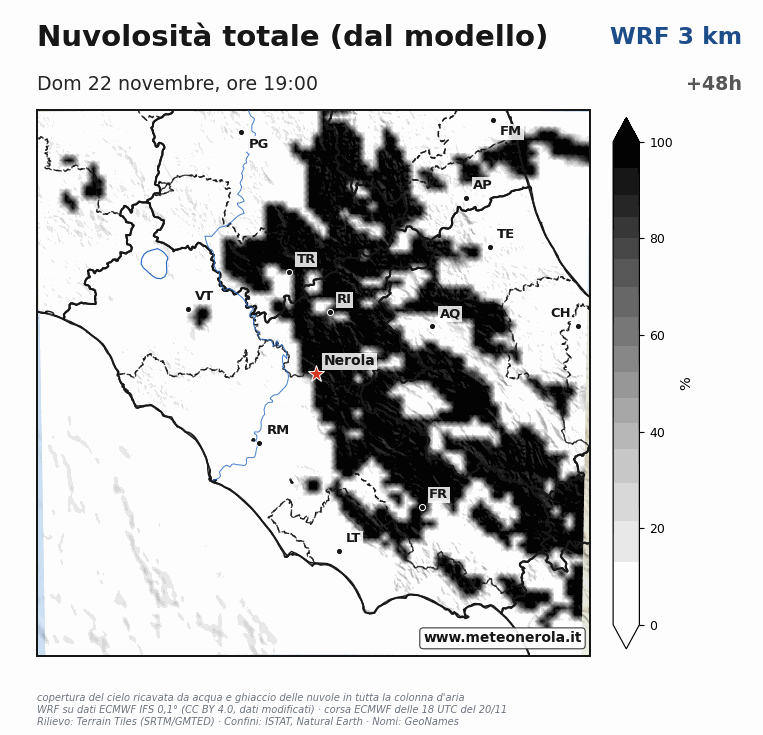 Nuvolosità totale (dal modello)
WRF 3 km
Dom 22 novembre, ore 19:00
+48h
PG
FM
AP
TE
TR
VT
RI
AQ
CH
Nerola
RM
FR
LT
www.meteonerola.it
100
80
60
40
20
0
%
copertura del cielo ricavata da acqua e ghiaccio delle nuvole in tutta la colonna d'aria
WRF su dati ECMWF IFS 0,1° (CC BY 4.0, dati modificati) · corsa ECMWF delle 18 UTC del 20/11
Rilievo: Terrain Tiles (SRTM/GMTED) · Confini: ISTAT, Natural Earth · Nomi: GeoNames